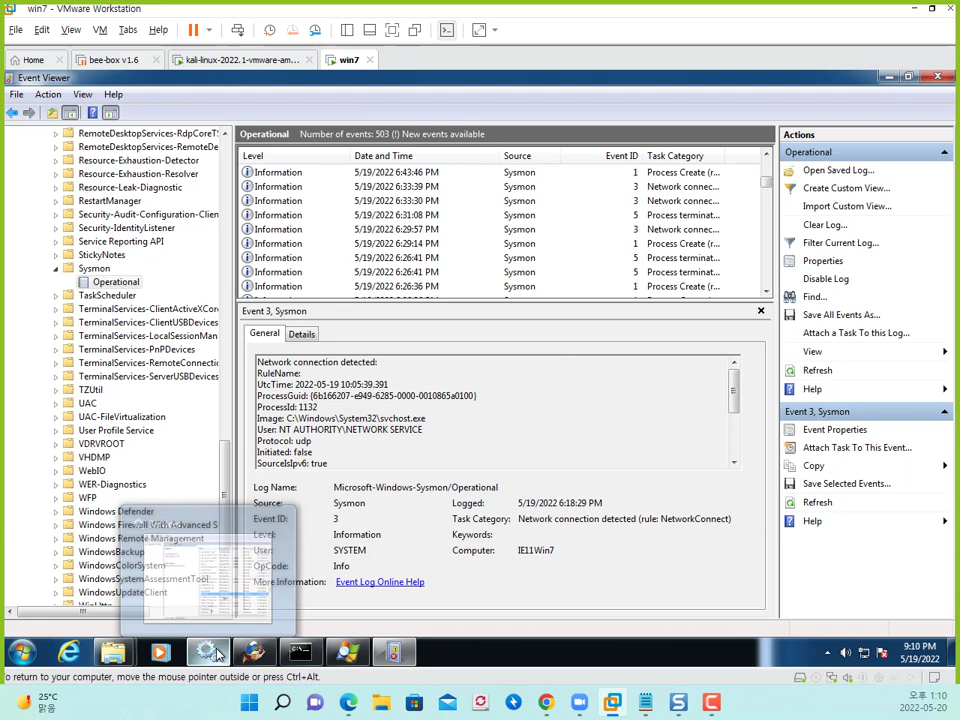 win7 - VMware Workstation
File Edit View VM Tabs Help
Home bee-box v1.6 kali-linux-2022.1-vmware-am... win7
Event Viewer
File Action View Help
RemoteDesktopServices-RdpCoreTS
RemoteDesktopServices-RemoteDe
Resource-Exhaustion-Detector
Resource-Exhaustion-Resolver
Resource-Leak-Diagnostic
RestartManager
Security-Audit-Configuration-Clien
Security-IdentityListener
Service Reporting API
StickyNotes
Sysmon
Operational
TaskScheduler
TerminalServices-ClientActiveXCore
TerminalServices-ClientUSBDevices
TerminalServices-LocalSessionMan
TerminalServices-PnPDevices
TerminalServices-RemoteConnectio
TerminalServices-ServerUSBDevices
TZUtil
UAC
UAC-FileVirtualization
User Profile Service
VDRVROOT
VHDMP
WebIO
WER-Diagnostics
WFP
Windows Defender
Windows Firewall With Advanced S
Windows Remote Management
WindowsBackup
WindowsColorSystem
WindowsSystemAssessmentTool
WindowsUpdateClient
Operational Number of events: 503 (!) New events available
Level Date and Time Source Event ID Task Category
Information 5/19/2022 6:43:46 PM Sysmon 1 Process Create (r...
Information 5/19/2022 6:33:39 PM Sysmon 3 Network connec...
Information 5/19/2022 6:33:30 PM Sysmon 3 Network connec...
Information 5/19/2022 6:31:08 PM Sysmon 5 Process terminat...
Information 5/19/2022 6:29:57 PM Sysmon 3 Network connec...
Information 5/19/2022 6:29:14 PM Sysmon 1 Process Create (r...
Information 5/19/2022 6:26:41 PM Sysmon 5 Process terminat...
Information 5/19/2022 6:26:41 PM Sysmon 5 Process terminat...
Information 5/19/2022 6:26:36 PM Sysmon 1 Process Create (r...
Event 3, Sysmon
General Details
Network connection detected:
RuleName:
UtcTime: 2022-05-19 10:05:39.391
ProcessGuid: {6b166207-e949-6285-0000-0010865a0100}
ProcessId: 1132
Image: C:\Windows\System32\svchost.exe
User: NT AUTHORITY\NETWORK SERVICE
Protocol: udp
Initiated: false
SourceIsIpv6: true
Log Name: Microsoft-Windows-Sysmon/Operational
Source: Sysmon Logged: 5/19/2022 6:18:29 PM
Event ID: 3 Task Category: Network connection detected (rule: NetworkConnect)
Level: Information Keywords:
User: SYSTEM Computer: IE11Win7
OpCode: Info
More Information: Event Log Online Help
Actions
Operational
Open Saved Log...
Create Custom View...
Import Custom View...
Clear Log...
Filter Current Log...
Properties
Disable Log
Find...
Save All Events As...
Attach a Task To this Log...
View
Refresh
Help
Event 3, Sysmon
Event Properties
Attach Task To This Event...
Copy
Save Selected Events...
Refresh
Help
9:10 PM
5/19/2022
To return to your computer, move the mouse pointer outside or press Ctrl+Alt.
25°C
맑음
오후 1:10
2022-05-20